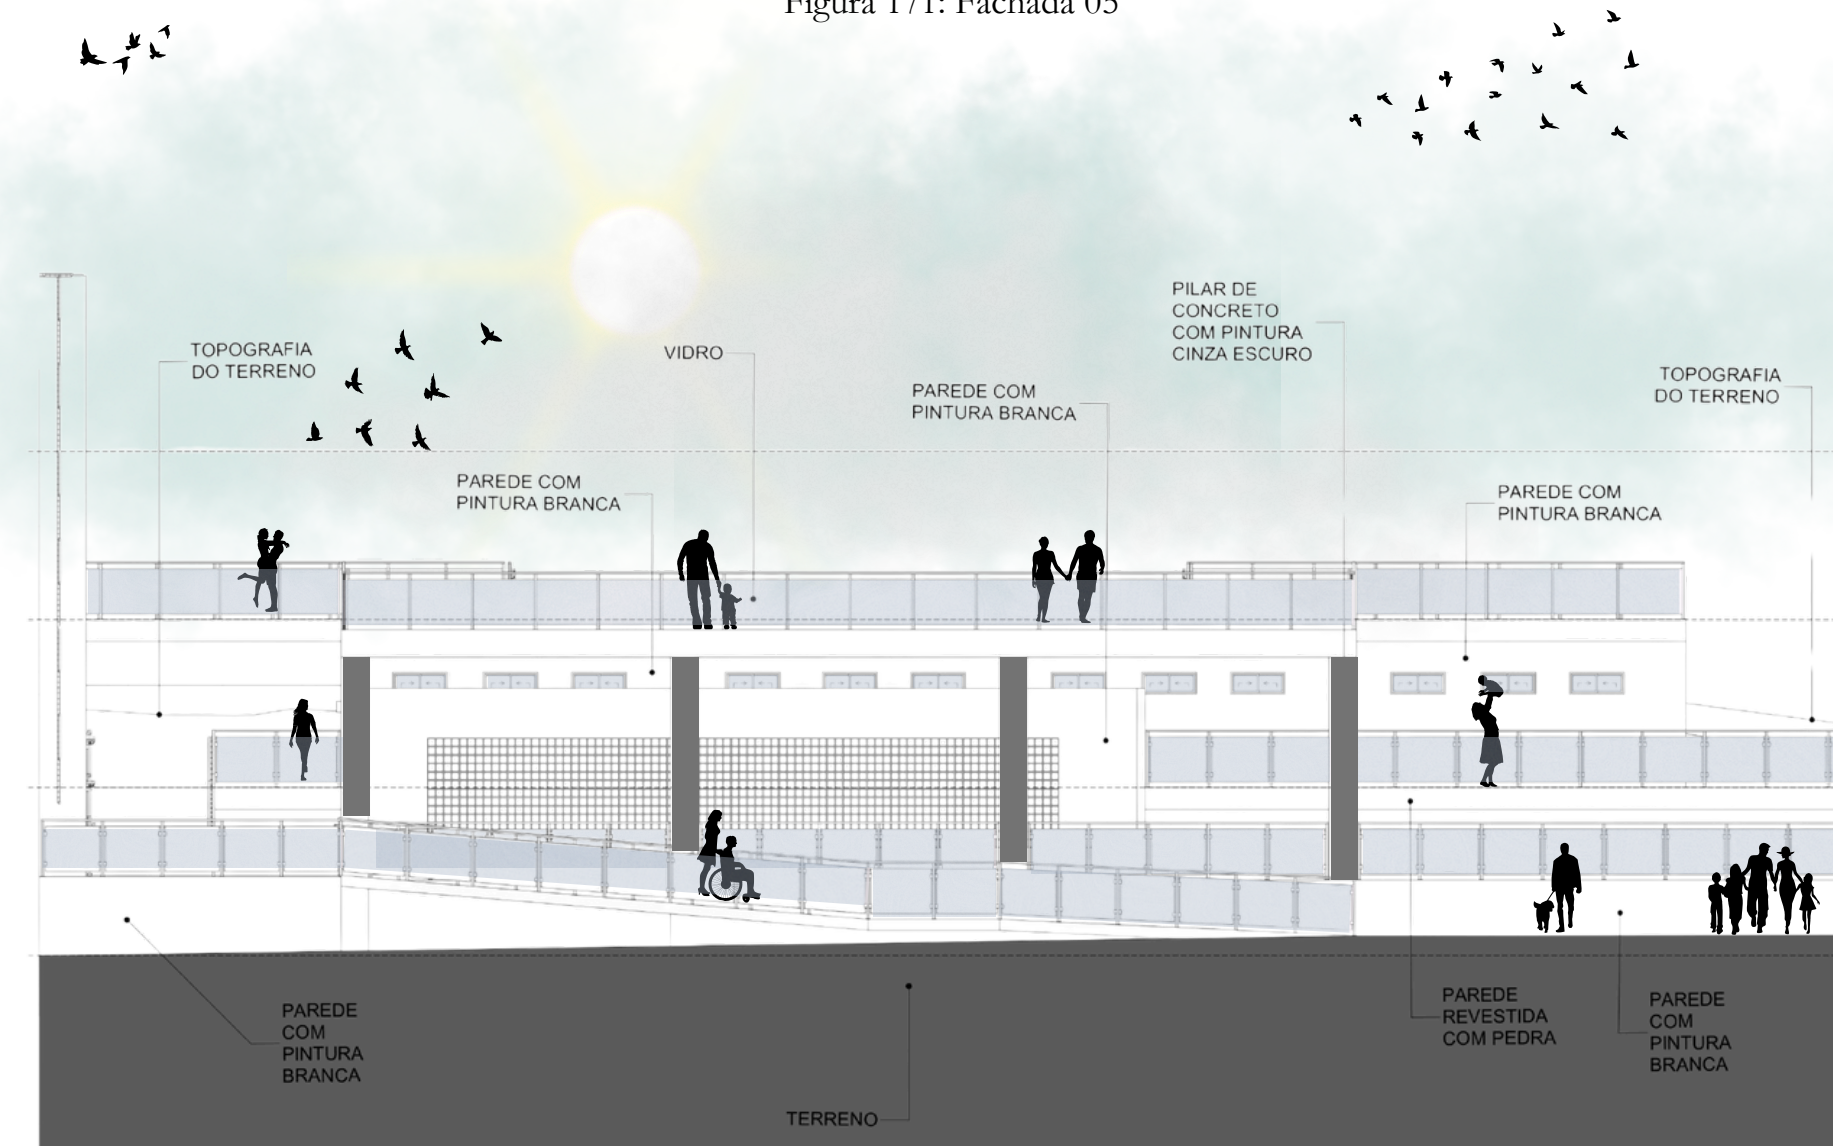 Figura 171: Fachada 05
PILAR DE
CONCRETO
COM PINTURA
CINZA ESCURO
TOPOGRAFIA
DO TERRENO
VIDRO
PAREDE COM
PINTURA BRANCA
TOPOGRAFIA
DO TERRENO
PAREDE COM
PINTURA BRANCA
PAREDE COM
PINTURA BRANCA
PAREDE
COM
PINTURA
BRANCA
PAREDE
REVESTIDA
COM PEDRA
PAREDE
COM
PINTURA
BRANCA
TERRENO